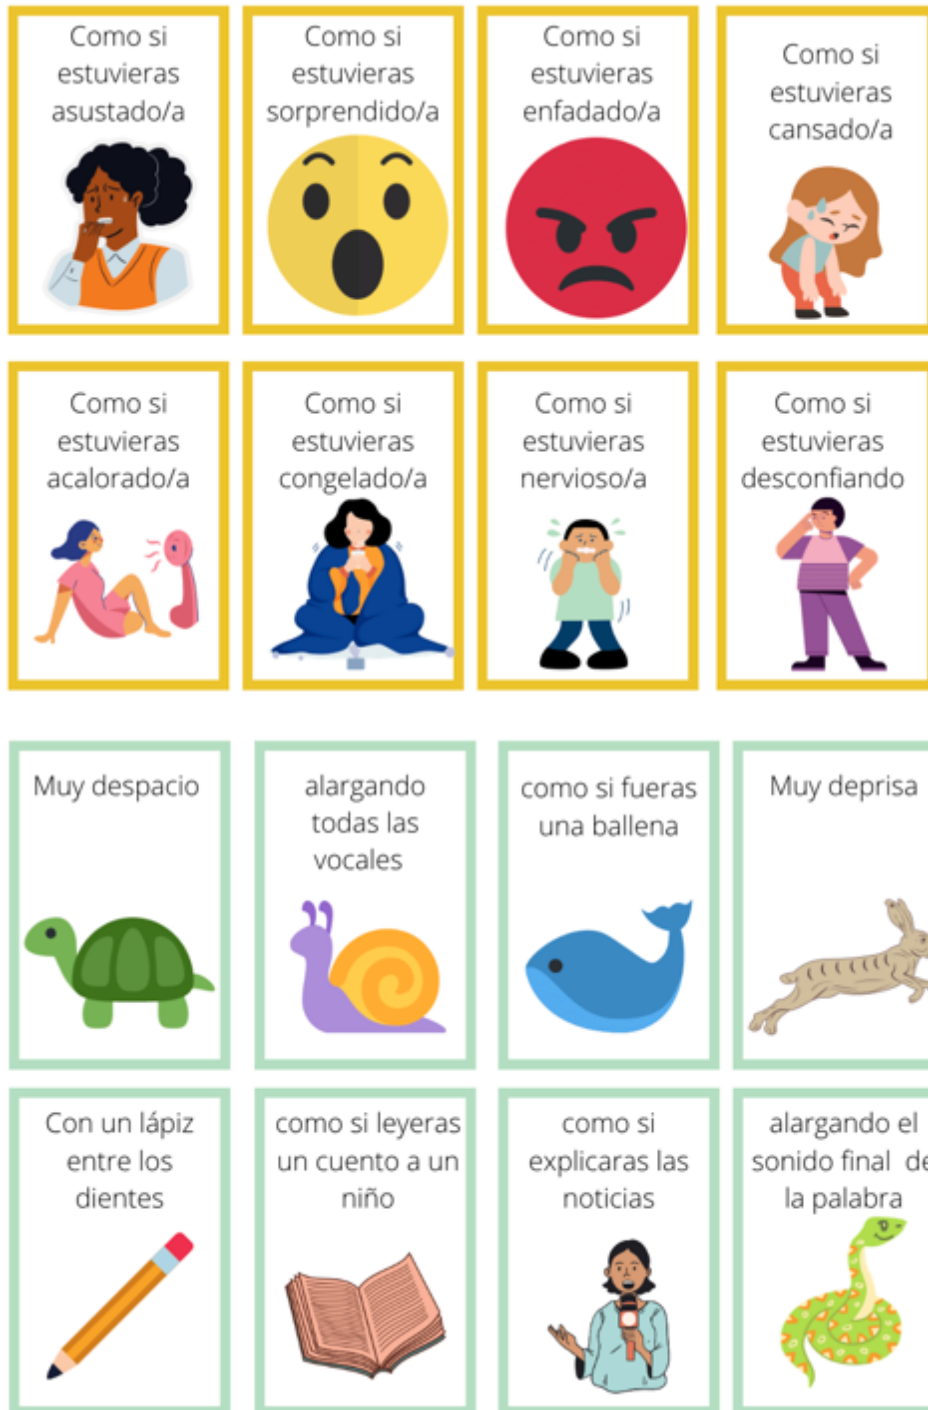 Como si
estuvieras
asustado/a
Como si
estuvieras
sorprendido/a
Como si
estuvieras
enfadado/a
Como si
estuvieras
cansado/a
Como si
estuvieras
acalorado/a
Como si
estuvieras
congelado/a
Como si
estuvieras
nervioso/a
Como si
estuvieras
desconfiando
Muy despacio
alargando
todas las
vocales
como si fueras
una ballena
Muy deprisa
Con un lápiz
entre los
dientes
como si leyeras
un cuento a un
niño
como si
explicaras las
noticias
alargando el
sonido final de
la palabra